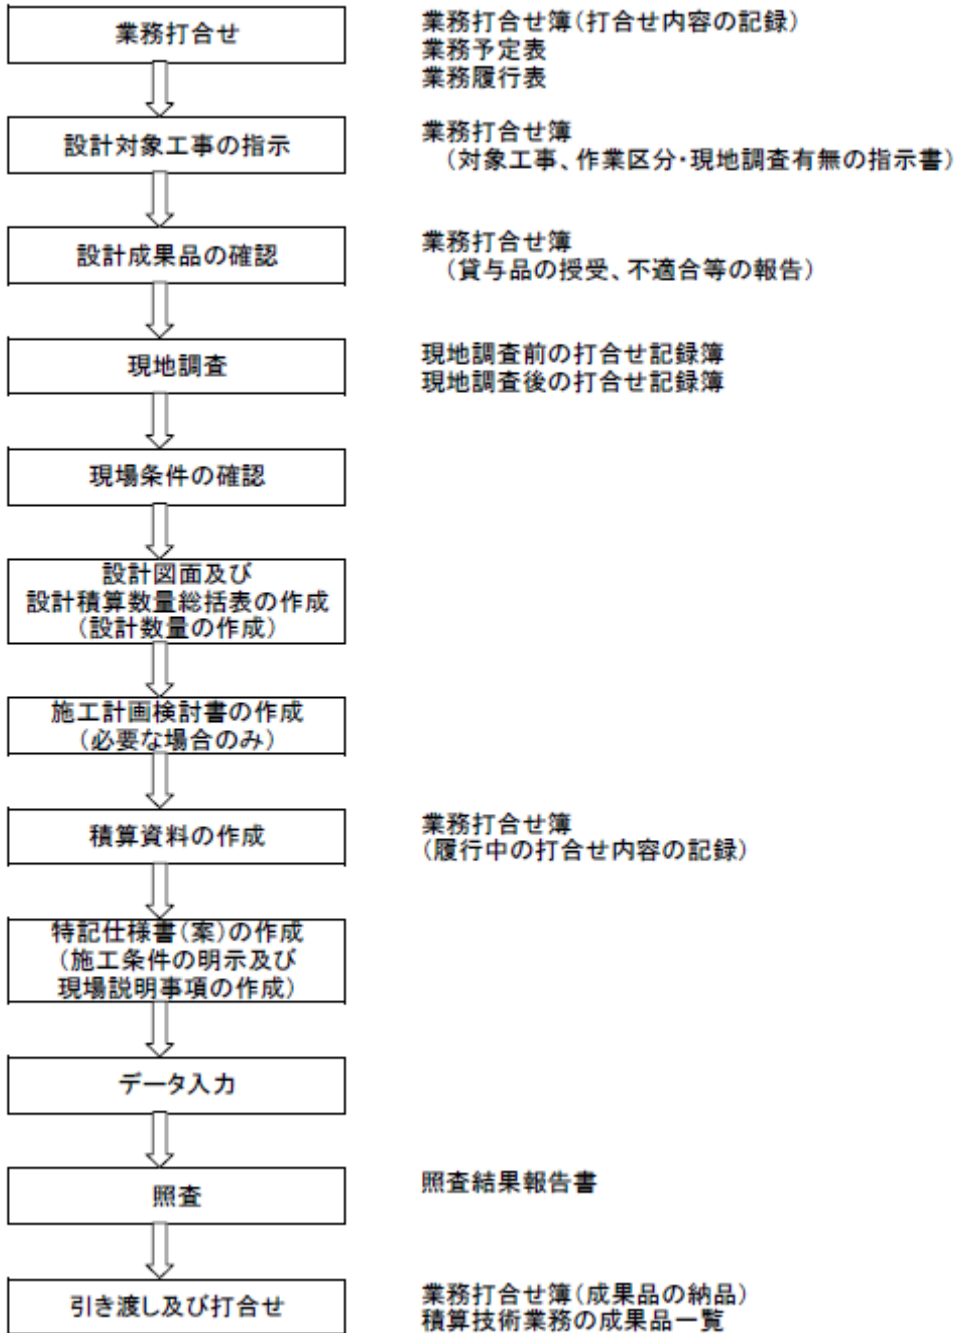 業務打合せ
業務打合せ簿(打合せ内容の記録)
業務予定表
業務履行表
設計対象工事の指示
業務打合せ簿
(対象工事、作業区分・現地調査有無の指示書)
設計成果品の確認
業務打合せ簿
(貸与品の授受、不適合等の報告)
現地調査
現地調査前の打合せ記録簿
現地調査後の打合せ記録簿
現場条件の確認
設計図面及び
設計積算数量総括表の作成
(設計数量の作成)
施工計画検討書の作成
(必要な場合のみ)
積算資料の作成
業務打合せ簿
(履行中の打合せ内容の記録)
特記仕様書(案)の作成
(施工条件の明示及び
現場説明事項の作成)
データ入力
照査
照査結果報告書
引き渡し及び打合せ
業務打合せ簿(成果品の納品)
積算技術業務の成果品一覧